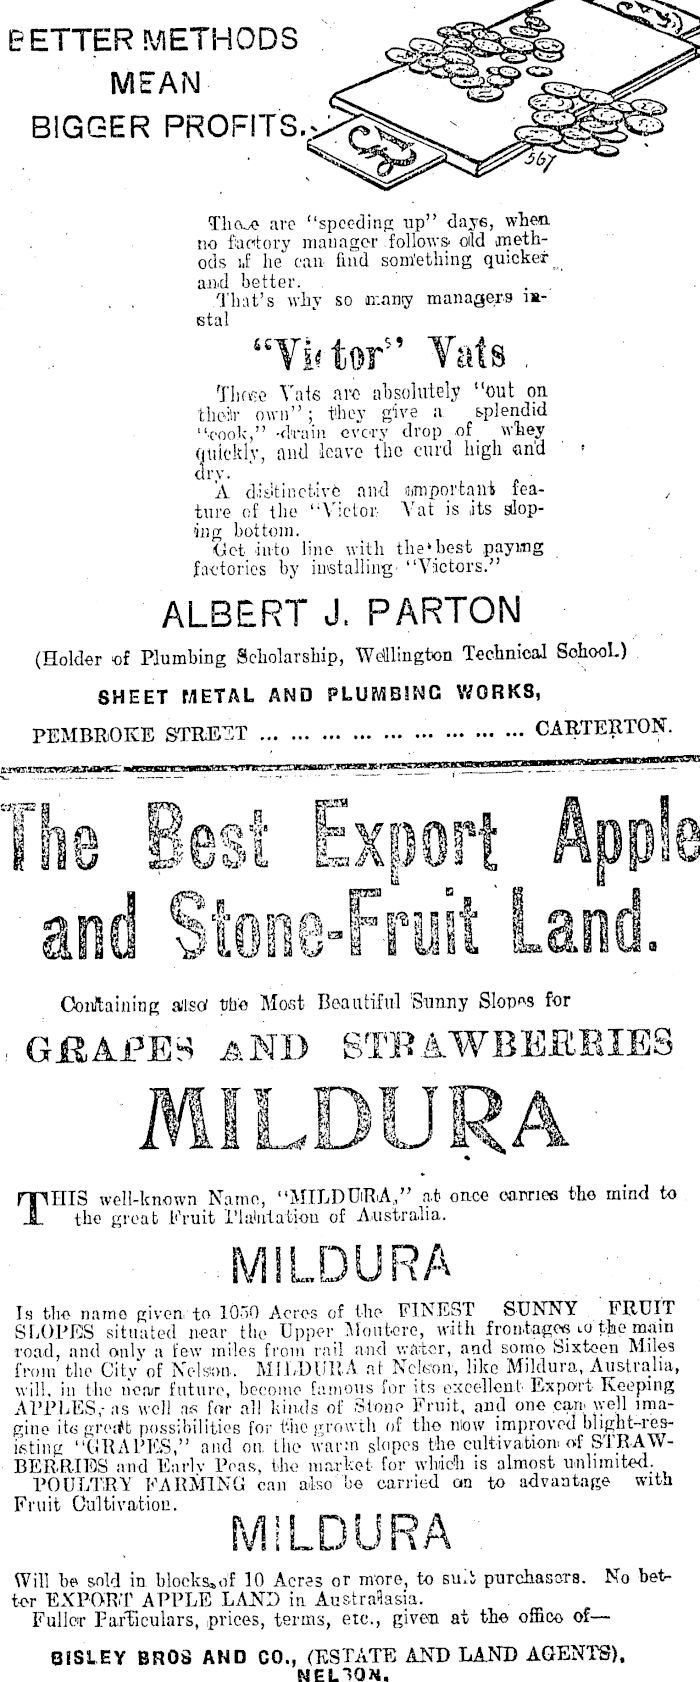 BETTER METHODS
MEAN
BIGGER PROFITS.
567
These are "speeding up" days, when
no factory manager follows old meth-
ods if he can find something quicker
and better.
That's why so many managers in-
stal
"Victor" Vats
These Vats are absolutely "out on
their own"; they give a splendid
"cook," drain every drop of whey
quickly, and leave the curd high and
dry.
A distinctive and important fea-
ture of the "Victor Vat is its slop-
ing bottom.
Get into line with the best paying
factories by installing "Victors."
ALBERT J. PARTON
(Holder of Plumbing Scholarship, Wellington Technical School.)
SHEET METAL AND PLUMBING WORKS,
PEMBROKE STREET ... ... ... ... ... ... ... ... ... CARTERTON.
The Best Export Apple
and Stone-Fruit Land.
Containing also the Most Beautiful Sunny Slopes for
GRAPES AND STRAWBERRIES
MILDURA
THIS well-known Name, "MILDURA," at once carries the mind to
the great Fruit Plantation of Australia.
MILDURA
Is the name given to 1050 Acres of the FINEST SUNNY FRUIT
SLOPES situated near the Upper Moutere, with frontages to the main
road, and only a few miles from rail and water, and some Sixteen Miles
from the City of Nelson. MILDURA at Nelson, like Mildura, Australia,
will, in the near future, become famous for its excellent Export Keeping
APPLES, as well as for all kinds of Stone Fruit, and one can well ima-
gine its great possibilities for the growth of the now improved blight-res-
isting "GRAPES," and on the warm slopes the cultivation of STRAW-
BERRIES and Early Peas, the market for which is almost unlimited.
POULTRY FARMING can also be carried on to advantage with
Fruit Cultivation.
MILDURA
Will be sold in blocks of 10 Acres or more, to suit purchasers. No bet-
ter EXPORT APPLE LAND in Australasia.
Fuller Particulars, prices, terms, etc., given at the office of—
BISLEY BROS AND CO., (ESTATE AND LAND AGENTS),
NELSON.